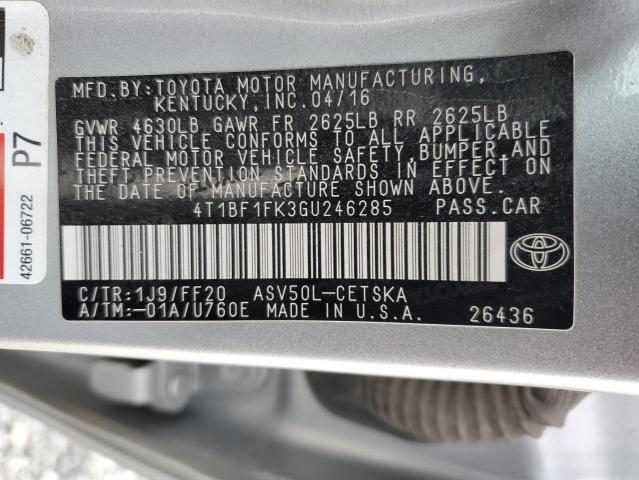 MFD.BY:TOYOTA MOTOR MANUFACTURING,
KENTUCKY,INC.04/16
GVWR 4630LB GAWR FR 2625LB RR 2625LB
THIS VEHICLE CONFORMS TO ALL APPLICABLE
FEDERAL MOTOR VEHICLE SAFETY,BUMPER,AND
THEFT PREVENTION STANDARDS IN EFFECT ON
THE DATE OF MANUFACTURE SHOWN ABOVE.
4T1BF1FK3GU246285 PASS.CAR
C/TR:1J9/FF20 ASV50L-CETSKA
A/TM:-01A/U760E MADE IN U.S.A. 26436
P7
42661-06722